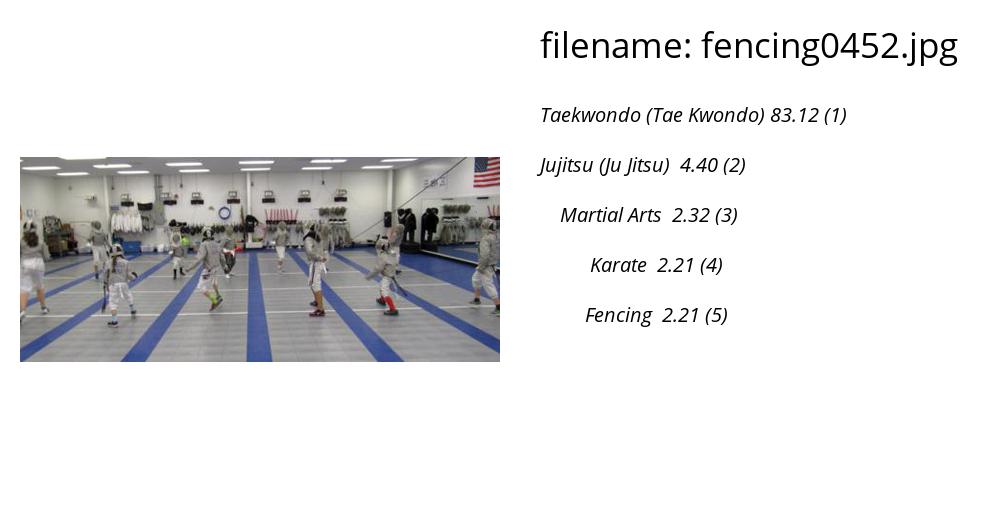 filename: fencing0452.jpg
Taekwondo (Tae Kwondo) 83.12 (1)
Jujitsu (Ju Jitsu) 4.40 (2)
Martial Arts 2.32 (3)
Karate 2.21 (4)
Fencing 2.21 (5)